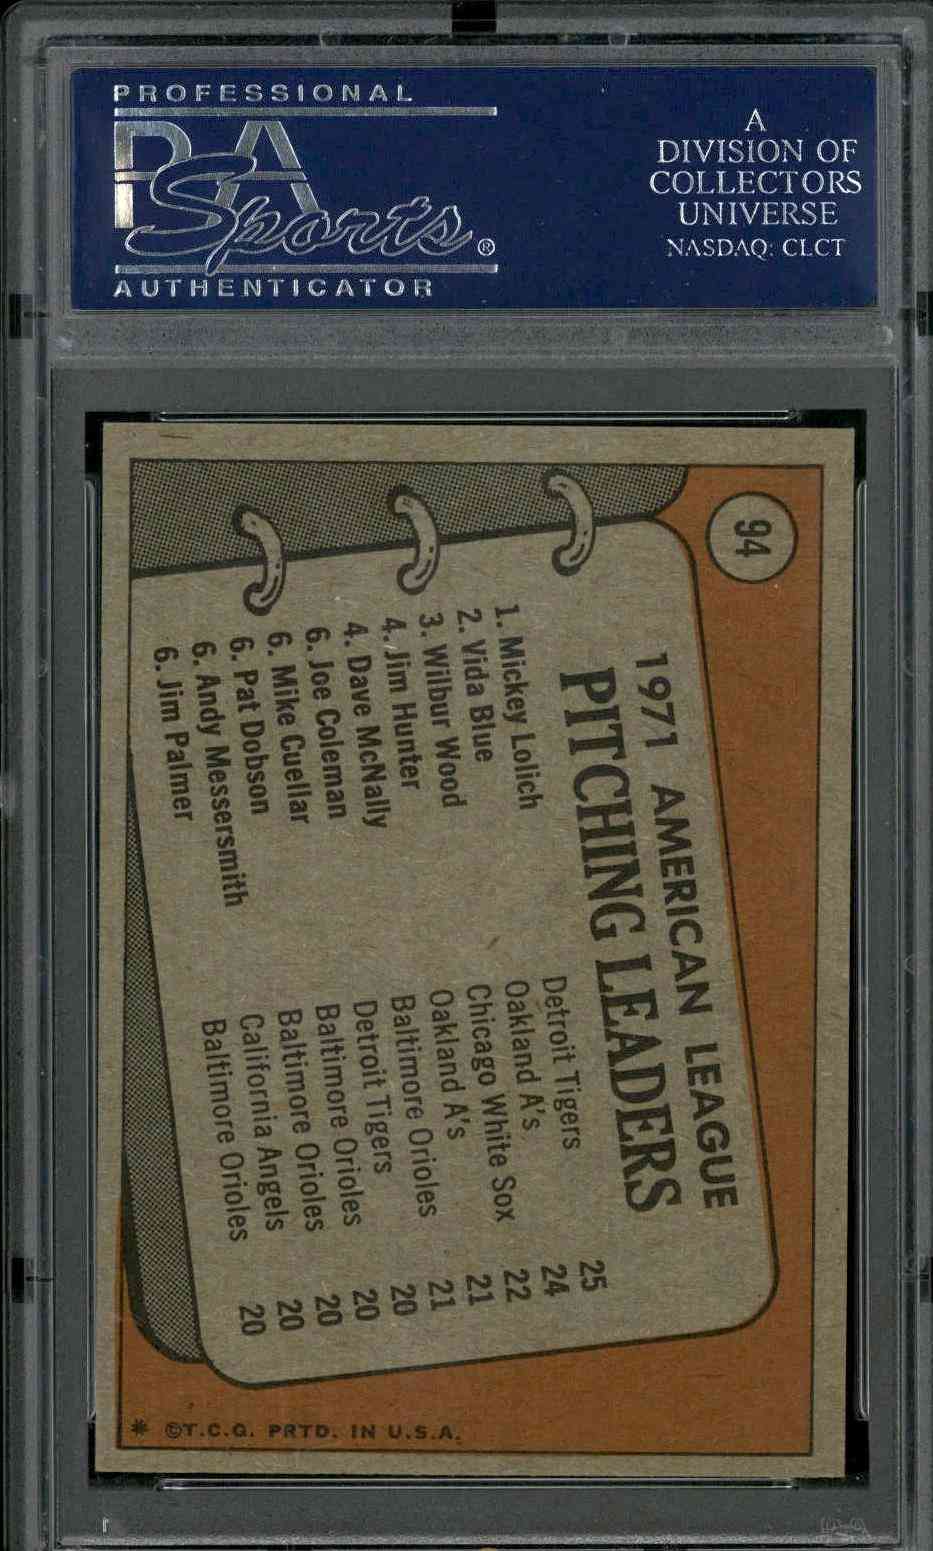 PROFESSIONAL
PSA
Sports®
AUTHENTICATOR
A
DIVISION OF
COLLECTORS
UNIVERSE
NASDAQ: CLCT
94
1971 AMERICAN LEAGUE
PITCHING LEADERS
1. Mickey Lolich Detroit Tigers 25
2. Vida Blue Oakland A's 24
3. Wilbur Wood Chicago White Sox 22
4. Jim Hunter Oakland A's 21
4. Dave McNally Baltimore Orioles 21
6. Joe Coleman Detroit Tigers 20
6. Mike Cuellar Baltimore Orioles 20
6. Pat Dobson Baltimore Orioles 20
6. Andy Messersmith California Angels 20
6. Jim Palmer Baltimore Orioles 20
* ©T.C.G. PRTD. IN U.S.A.